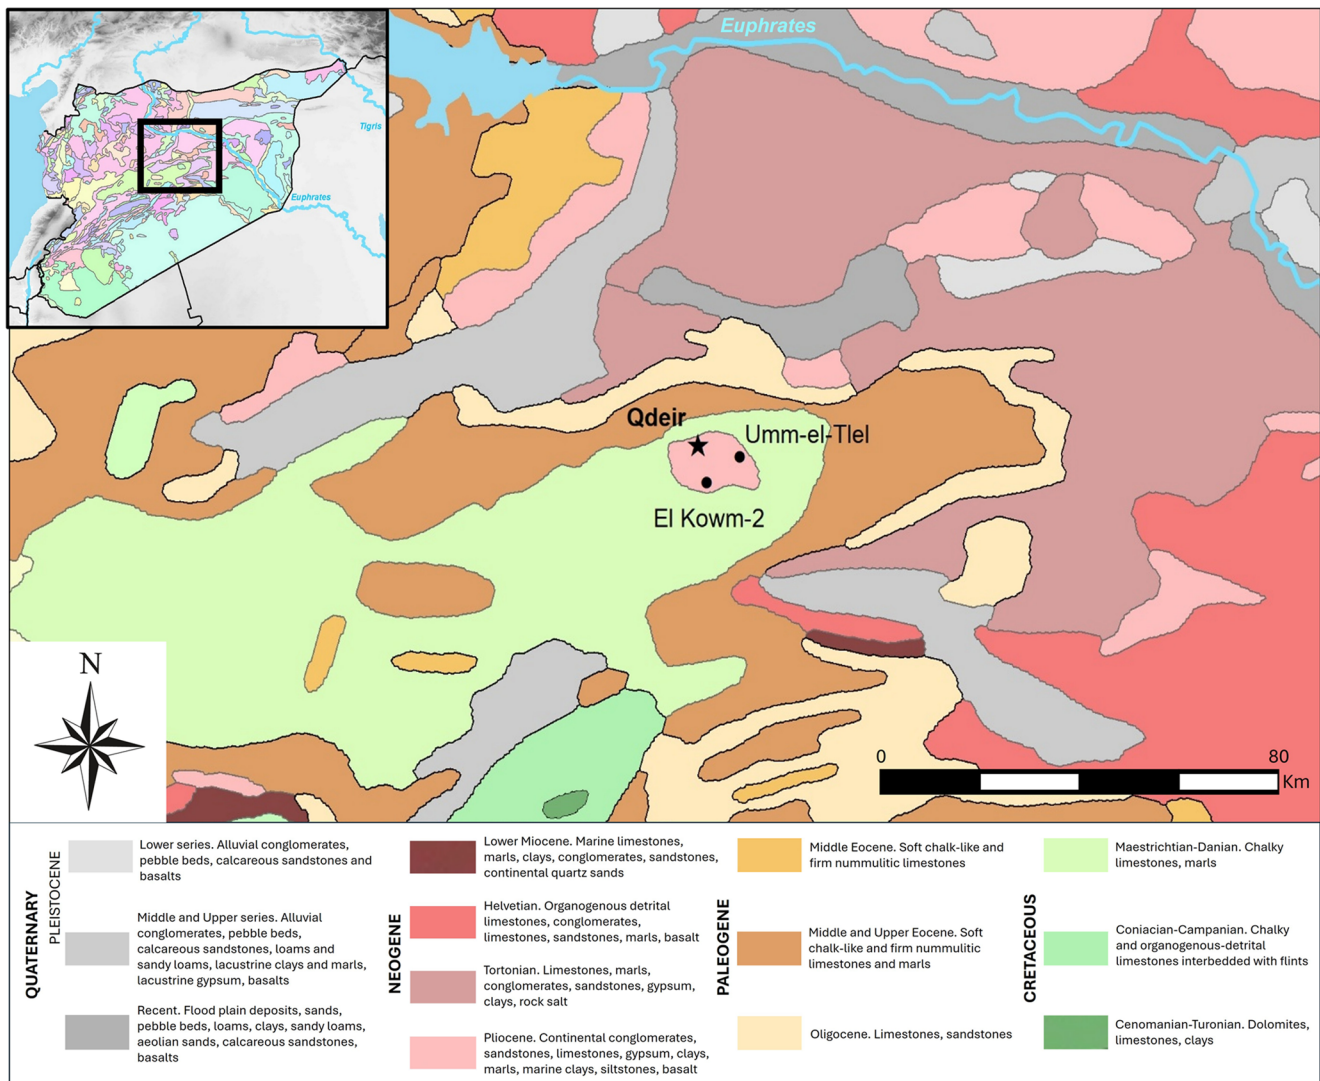 Euphrates
Tigris
Euphrates
Qdeir
Umm-el-Tlel
El Kowm-2
N
0 80
Km
QUATERNARY
PLEISTOCENE
Lower series. Alluvial conglomerates,
pebble beds, calcareous sandstones and
basalts
Middle and Upper series. Alluvial
conglomerates, pebble beds,
calcareous sandstones, loams and
sandy loams, lacustrine clays and marls,
lacustrine gypsum, basalts
Recent. Flood plain deposits, sands,
pebble beds, loams, clays, sandy loams,
aeolian sands, calcareous sandstones,
basalts
NEOGENE
Lower Miocene. Marine limestones,
marls, clays, conglomerates, sandstones,
continental quartz sands
Helvetian. Organogenous detrital
limestones, conglomerates,
limestones, sandstones, marls, basalt
Tortonian. Limestones, marls,
conglomerates, sandstones, gypsum,
clays, rock salt
Pliocene. Continental conglomerates,
sandstones, limestones, gypsum, clays,
marls, marine clays, siltstones, basalt
PALEOGENE
Middle Eocene. Soft chalk-like and
firm nummulitic limestones
Middle and Upper Eocene. Soft
chalk-like and firm nummulitic
limestones and marls
Oligocene. Limestones, sandstones
CRETACEOUS
Maestrichtian-Danian. Chalky
limestones, marls
Coniacian-Campanian. Chalky
and organogenous-detrital
limestones interbedded with flints
Cenomanian-Turonian. Dolomites,
limestones, clays